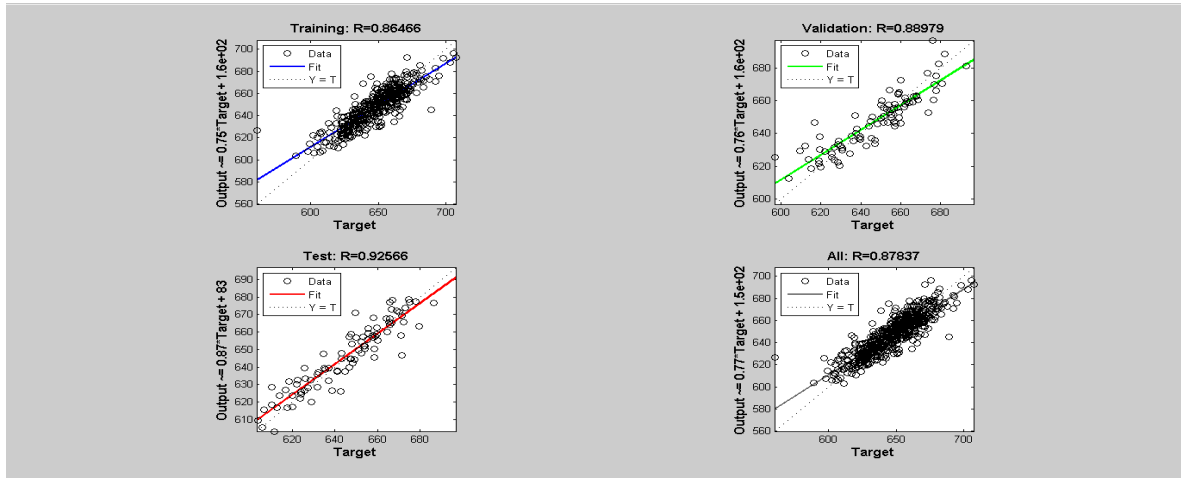 Training: R=0.86466
Output ~= 0.75*Target + 1.6e+02
700
680
660
640
620
600
580
560
Data
Fit
Y = T
600
650
700
Target
Validation: R=0.88979
Output ~= 0.76*Target + 1.6e+02
680
660
640
620
600
Data
Fit
Y = T
600
620
640
660
680
Target
Test: R=0.92566
Output ~= 0.87*Target + 83
690
680
670
660
650
640
630
620
610
Data
Fit
Y = T
620
640
660
680
Target
All: R=0.87837
Output ~= 0.77*Target + 1.5e+02
700
680
660
640
620
600
580
560
Data
Fit
Y = T
600
650
700
Target